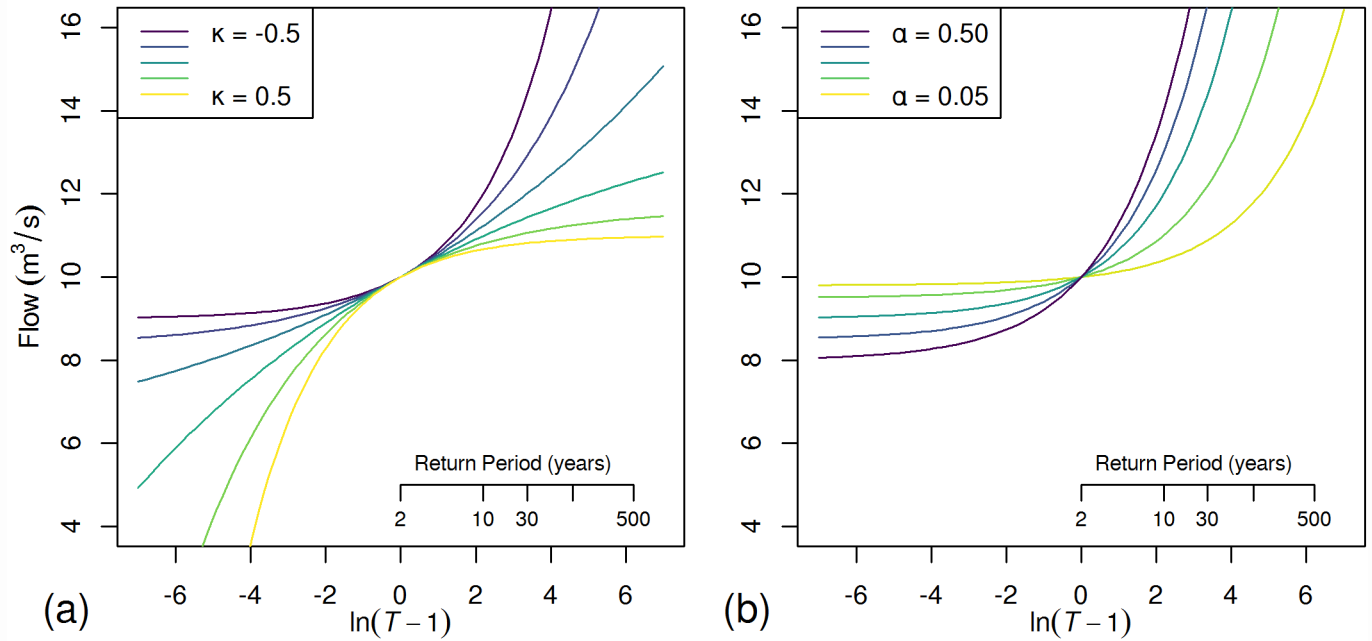 κ = -0.5
κ = 0.5
16
14
12
10
8
6
4
Flow (m³/s)
Return Period (years)
2 10 30 500
-6 -4 -2 0 2 4 6
ln(T − 1)
(a)
α = 0.50
α = 0.05
16
14
12
10
8
6
4
Return Period (years)
2 10 30 500
-6 -4 -2 0 2 4 6
ln(T − 1)
(b)